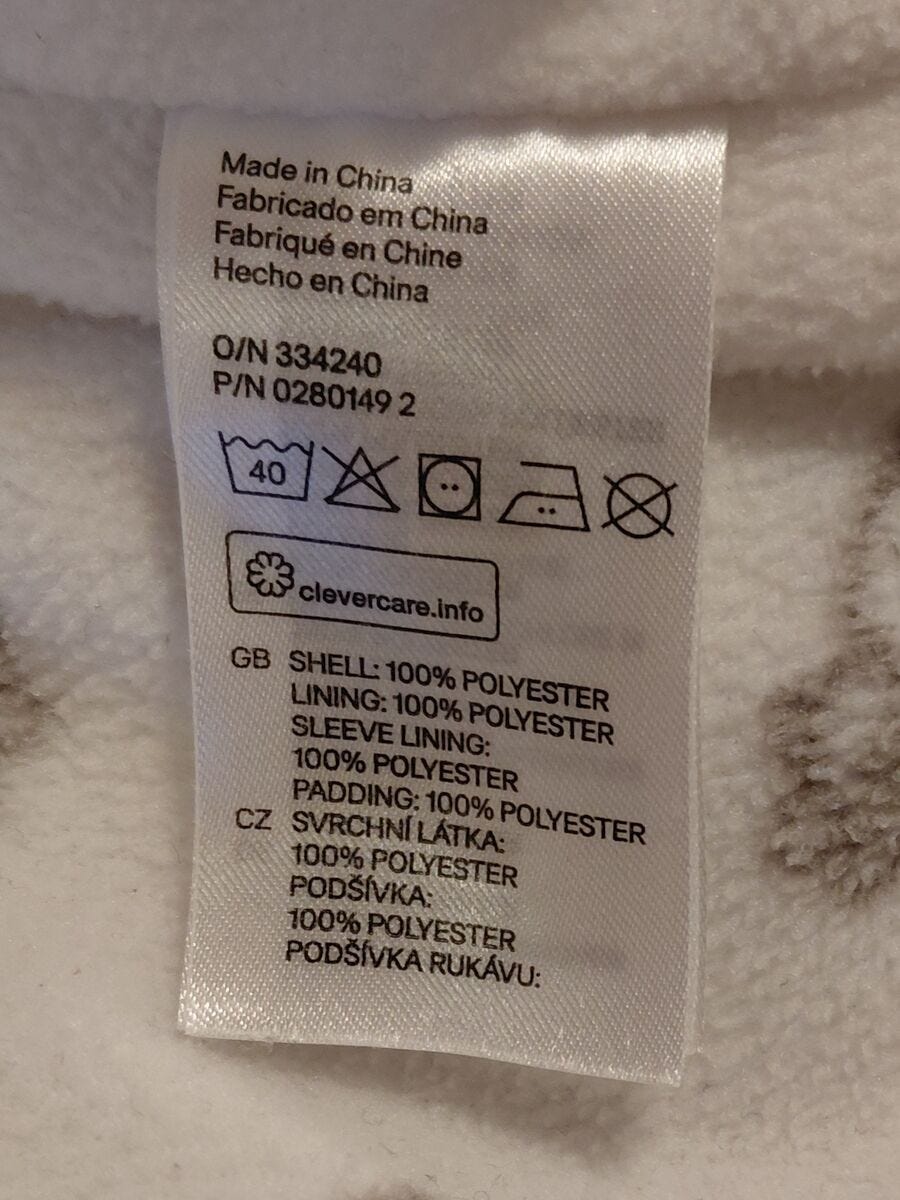 Made in China
Fabricado em China
Fabriqué en Chine
Hecho en China
O/N 334240
P/N 0280149 2
40
clevercare.info
GB SHELL: 100% POLYESTER
LINING: 100% POLYESTER
SLEEVE LINING:
100% POLYESTER
PADDING: 100% POLYESTER
CZ SVRCHNÍ LÁTKA:
100% POLYESTER
PODŠÍVKA:
100% POLYESTER
PODŠÍVKA RUKÁVU: